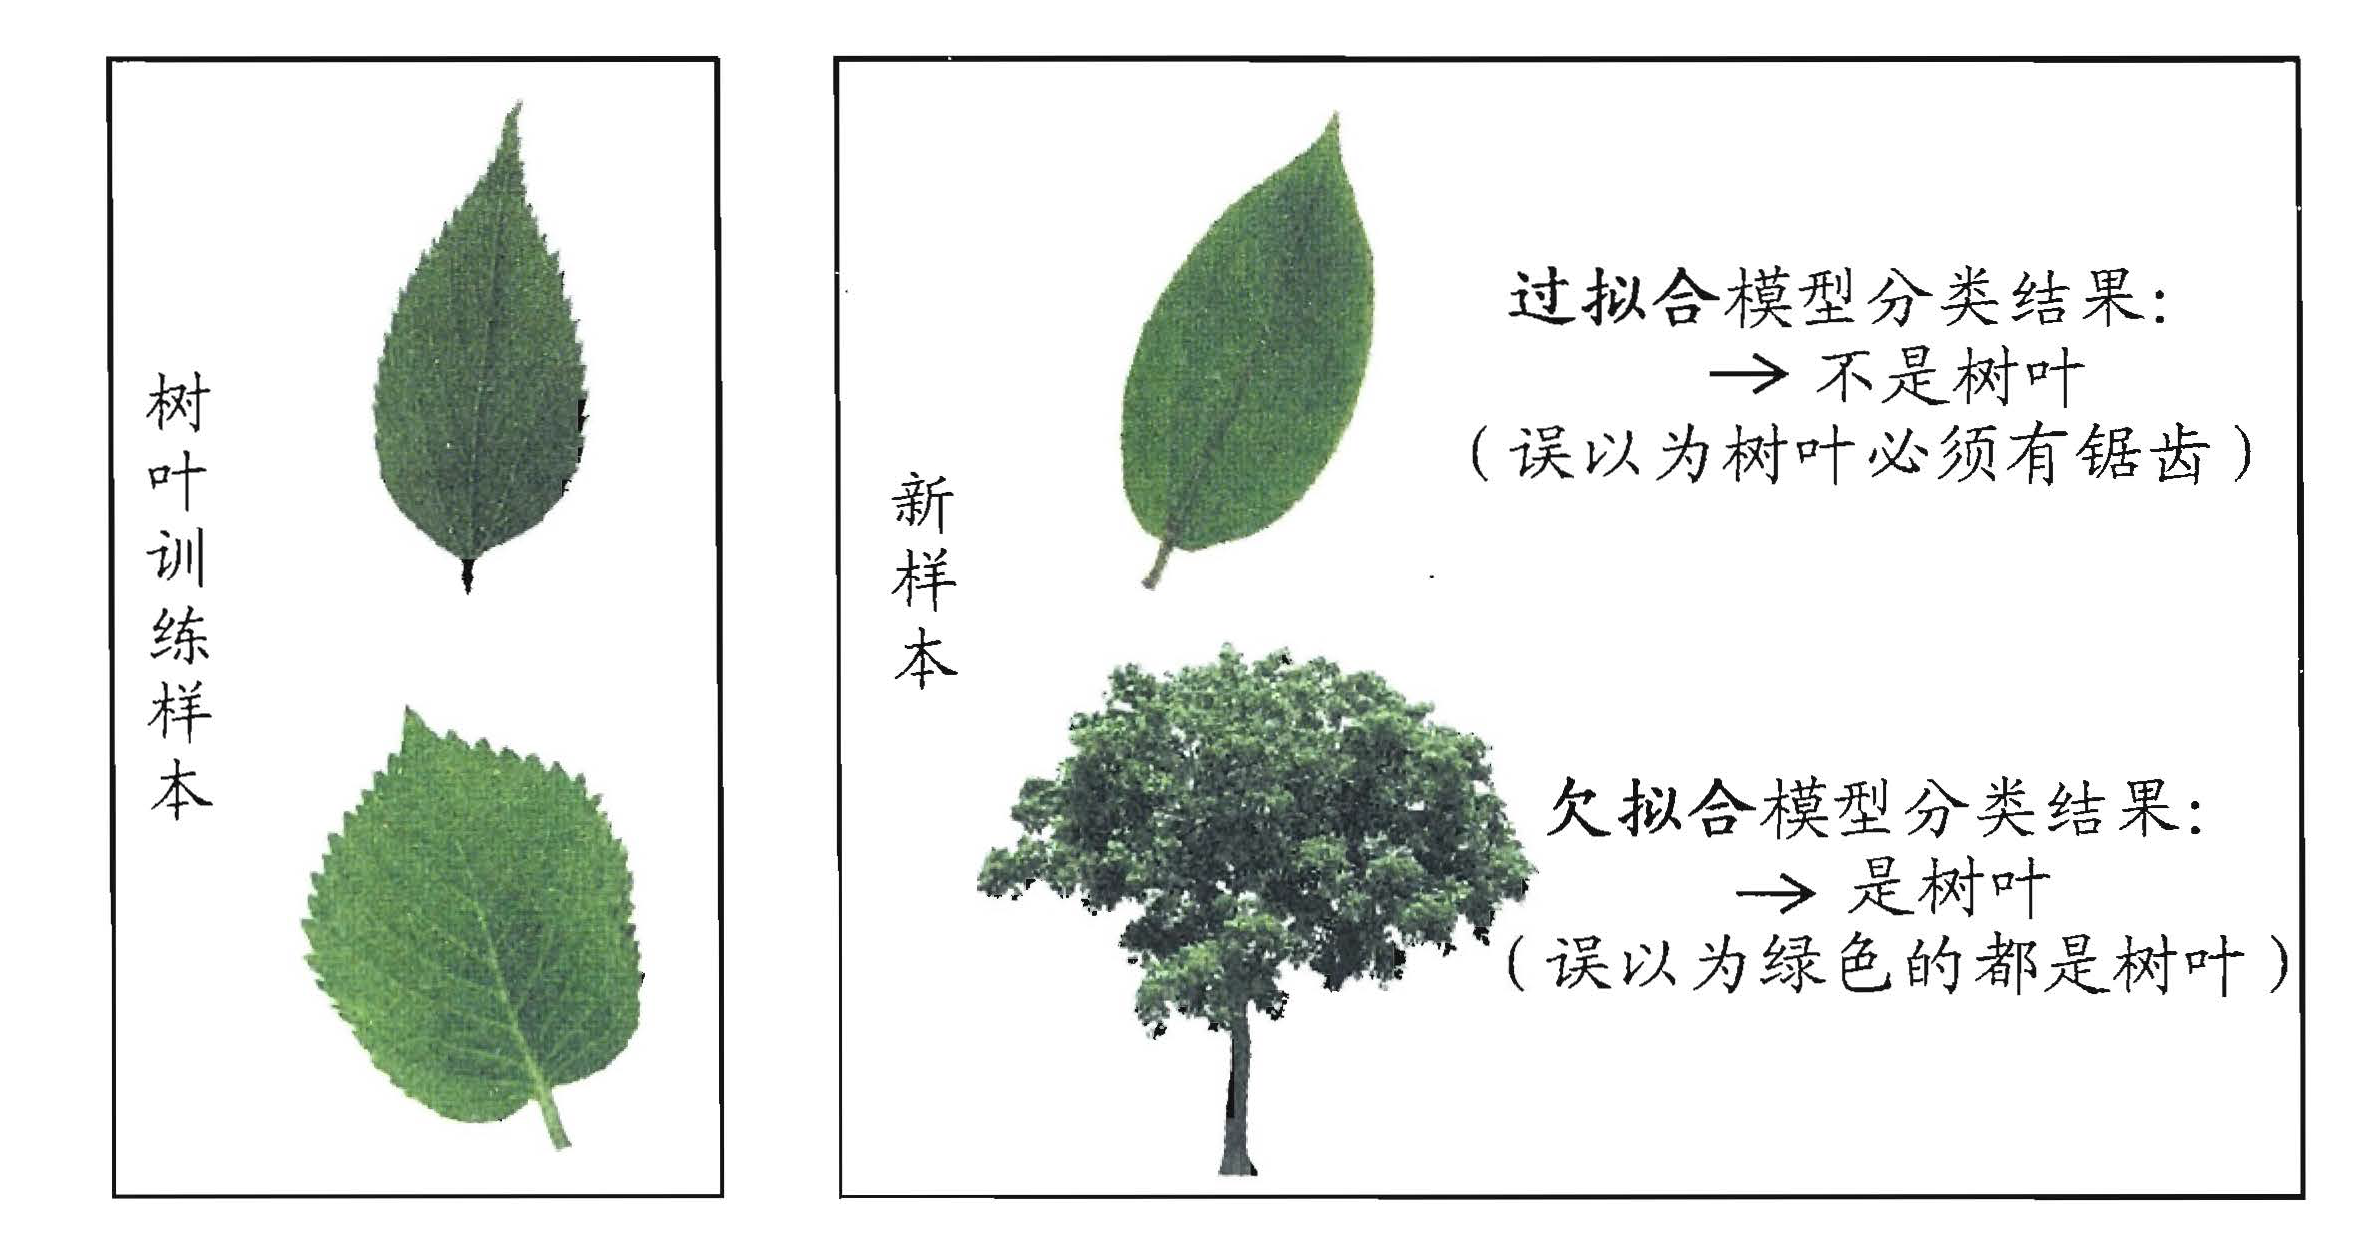 树叶训练样本
新样本
过拟合模型分类结果：
→ 不是树叶
（误以为树叶必须有锯齿）
欠拟合模型分类结果：
→ 是树叶
（误以为绿色的都是树叶）